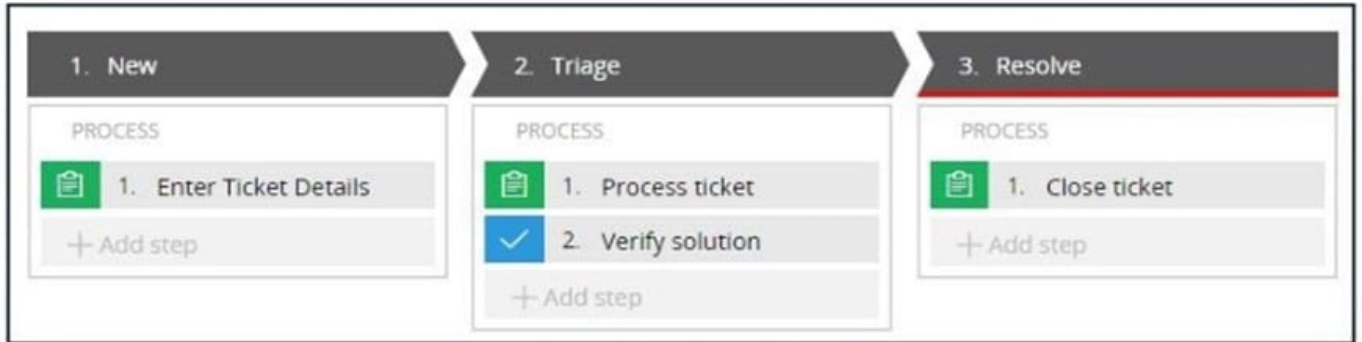 1. New
PROCESS
1. Enter Ticket Details
+ Add step
2. Triage
PROCESS
1. Process ticket
2. Verify solution
+ Add step
3. Resolve
PROCESS
1. Close ticket
+ Add step